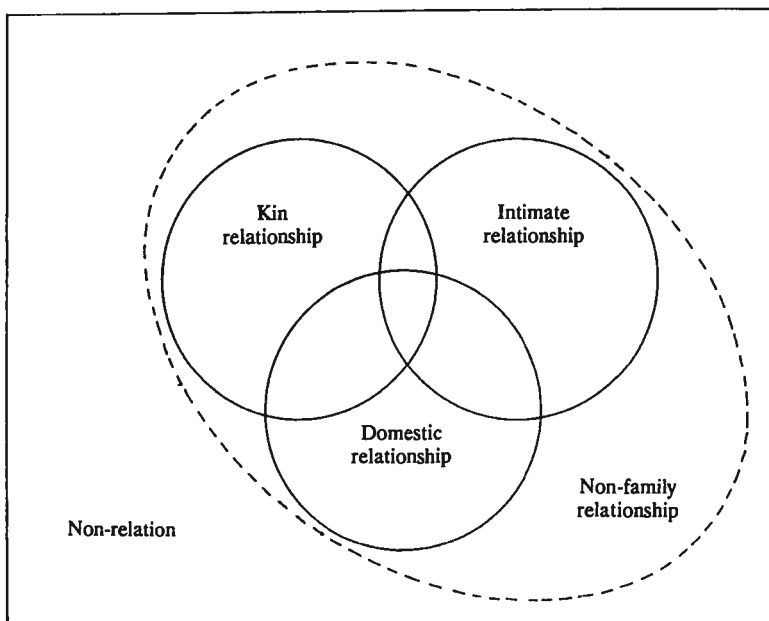 Kin
relationship
Intimate
relationship
Domestic
relationship
Non-family
relationship
Non-relation